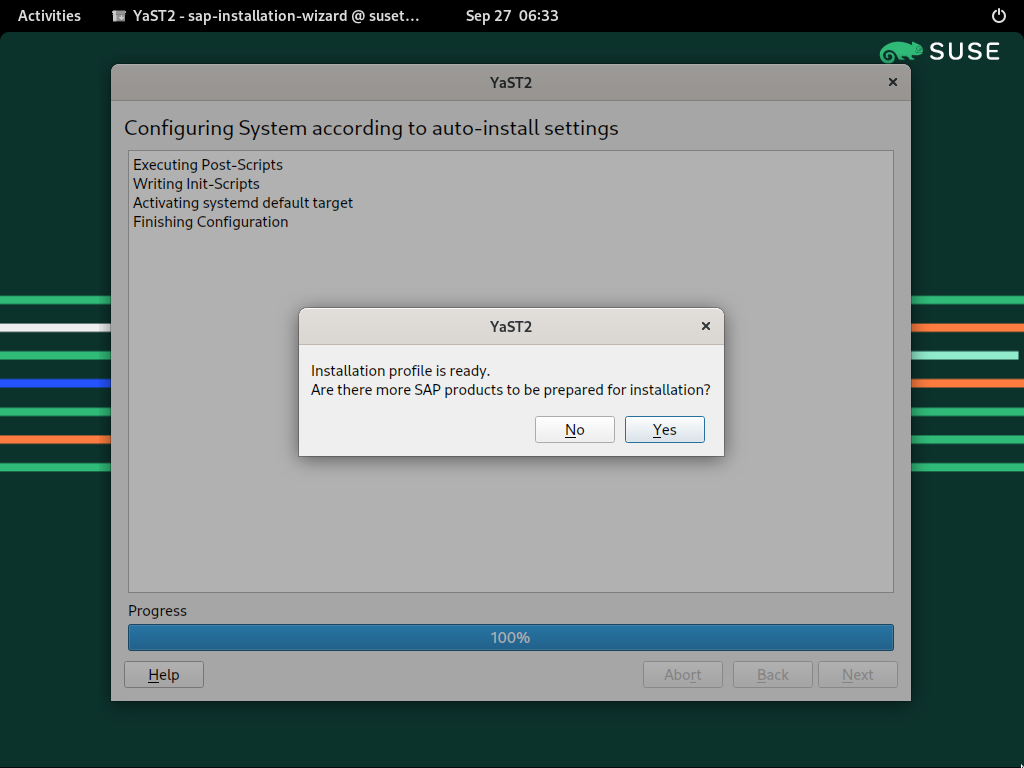 Activities YaST2 - sap-installation-wizard @ suset… Sep 27 06:33
SUSE
YaST2
Configuring System according to auto-install settings
Executing Post-Scripts
Writing Init-Scripts
Activating systemd default target
Finishing Configuration
YaST2
Installation profile is ready.
Are there more SAP products to be prepared for installation?
No Yes
Progress
100%
Help Abort Back Next